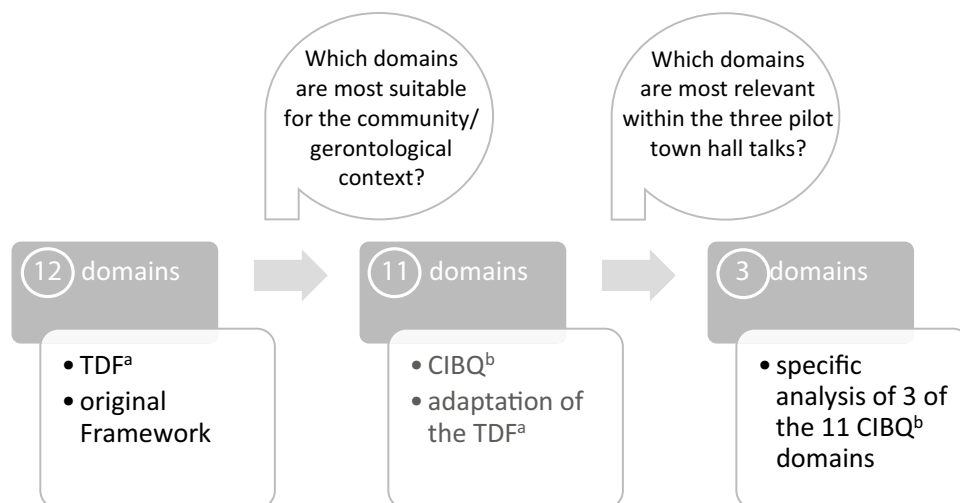 Which domains
are most suitable
for the community/
gerontological
context?
Which domains
are most relevant
within the three pilot
town hall talks?
12 domains
11 domains
3 domains
• TDFᵃ
• original
Framework
• CIBQᵇ
• adaptation of
the TDFᵃ
• specific
analysis of 3 of
the 11 CIBQᵇ
domains